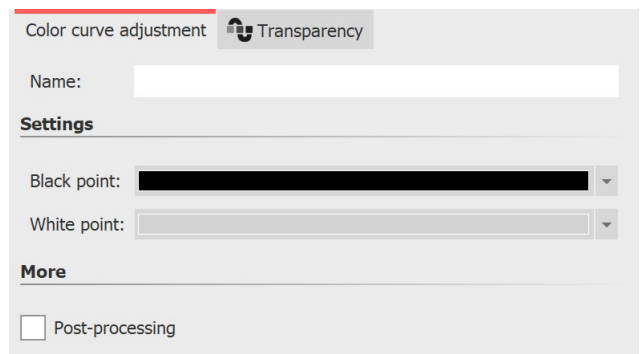 Color curve adjustment Transparency
Name:
Settings
Black point:
White point:
More
Post-processing